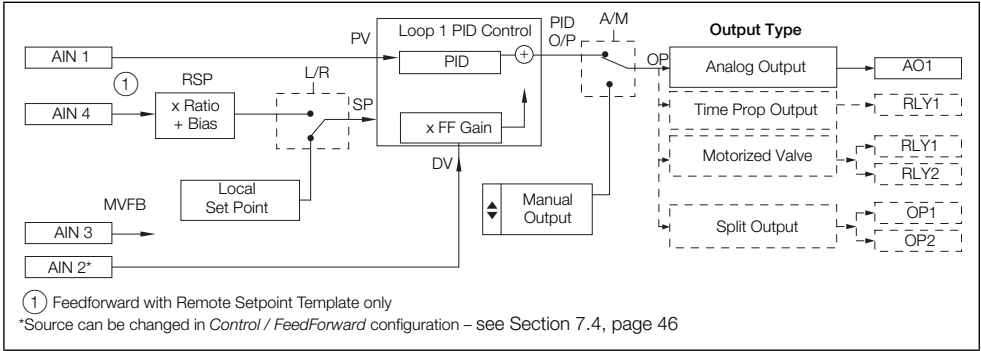 Loop 1 PID Control
PID
O/P
A/M
Output Type
AIN 1
PV
PID
+
OP
Analog Output
AO1
1
RSP
L/R
AIN 4
x Ratio
+ Bias
SP
x FF Gain
Time Prop Output
RLY1
DV
Motorized Valve
RLY1
RLY2
Local
Set Point
Manual
Output
MVFB
AIN 3
Split Output
OP1
OP2
AIN 2*
1 Feedforward with Remote Setpoint Template only
*Source can be changed in Control / FeedForward configuration – see Section 7.4, page 46